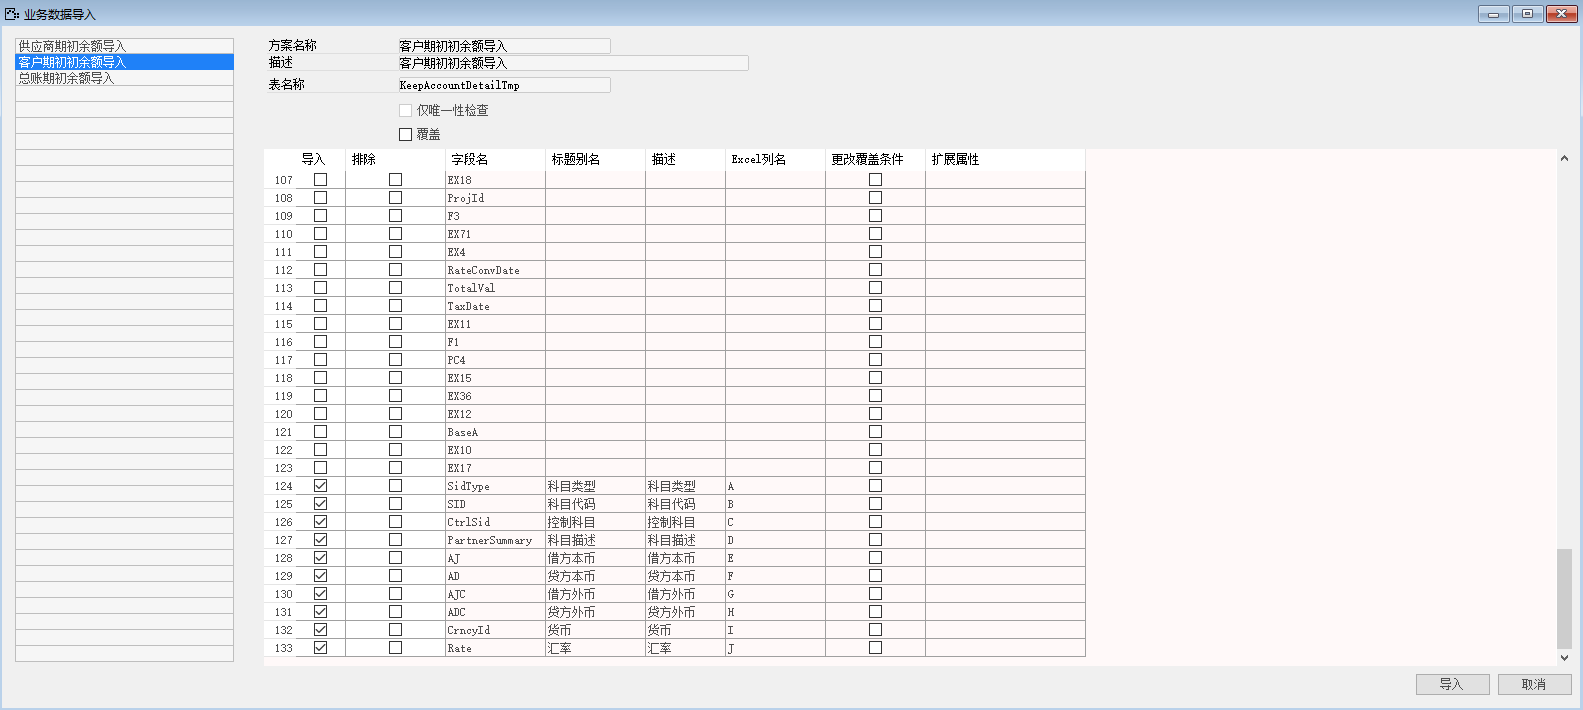 业务数据导入
供应商期初余额导入
客户期初初余额导入
总账期初余额导入
方案名称 客户期初初余额导入
描述 客户期初初余额导入
表名称 KeepAccountDetailTmp
仅唯一性检查
覆盖
导入 排除 字段名 标题别名 描述 Excel列名 更改覆盖条件 扩展属性
107 EX18
108 ProjId
109 F3
110 EX71
111 EX4
112 RateConvDate
113 TotalVal
114 TaxDate
115 EX11
116 F1
117 PC4
118 EX15
119 EX36
120 EX12
121 BaseA
122 EX10
123 EX17
124 SidType 科目类型 科目类型 A
125 SID 科目代码 科目代码 B
126 CtrlSid 控制科目 控制科目 C
127 PartnerSummary 科目描述 科目描述 D
128 AJ 借方本币 借方本币 E
129 AD 贷方本币 贷方本币 F
130 AJC 借方外币 借方外币 G
131 ADC 贷方外币 贷方外币 H
132 CrncyId 货币 货币 I
133 Rate 汇率 汇率 J
导入 取消